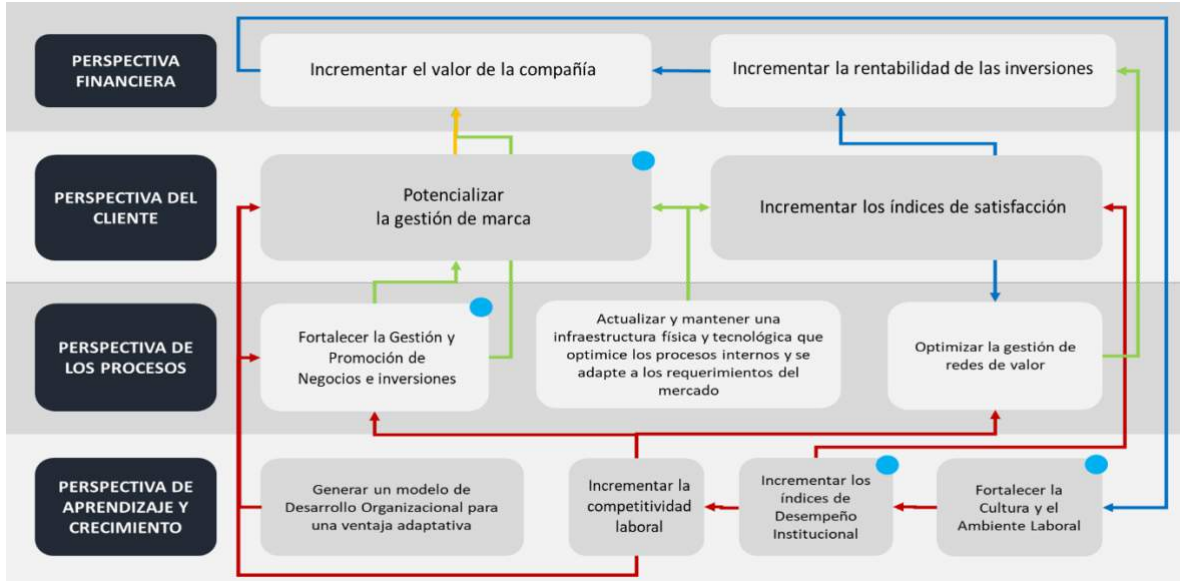 PERSPECTIVA
FINANCIERA
Incrementar el valor de la compañía
Incrementar la rentabilidad de las inversiones
PERSPECTIVA DEL
CLIENTE
Potencializar
la gestión de marca
Incrementar los índices de satisfacción
PERSPECTIVA DE
LOS PROCESOS
Fortalecer la Gestión y
Promoción de
Negocios e inversiones
Actualizar y mantener una
infraestructura física y tecnológica que
optimice los procesos internos y se
adapte a los requerimientos del
mercado
Optimizar la gestión de
redes de valor
PERSPECTIVA DE
APRENDIZAJE Y
CRECIMIENTO
Generar un modelo de
Desarrollo Organizacional para
una ventaja adaptativa
Incrementar la
competitividad
laboral
Incrementar los
índices de
Desempeño
Institucional
Fortalecer la
Cultura y el
Ambiente Laboral